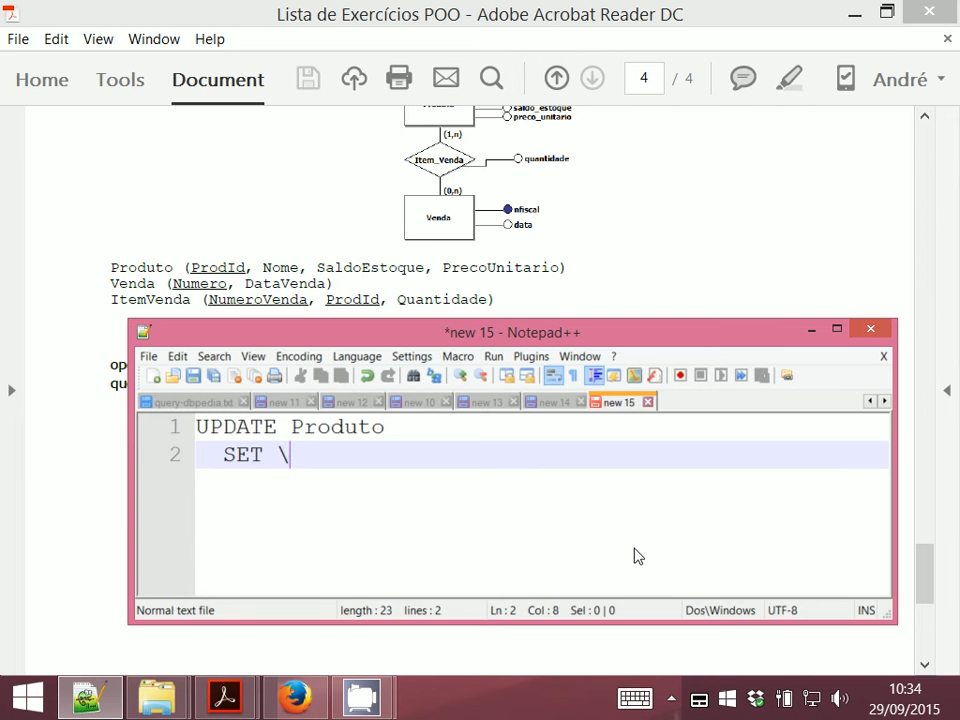 Lista de Exercícios POO - Adobe Acrobat Reader DC
File Edit View Window Help
Home Tools Document 4 / 4 André
saldo_estoque
preco_unitario
(1,n)
Item_Venda quantidade
(0,n)
Venda nfiscal
data
Produto (ProdId, Nome, SaldoEstoque, PrecoUnitario)
Venda (Numero, DataVenda)
ItemVenda (NumeroVenda, ProdId, Quantidade)
*new 15 - Notepad++
File Edit Search View Encoding Language Settings Macro Run Plugins Window ? X
query-dbpedia.txt new 11 new 12 new 10 new 13 new 14 new 15
1 UPDATE Produto
2 SET \
Normal text file length : 23 lines : 2 Ln : 2 Col : 8 Sel : 0 | 0 Dos\Windows UTF-8 INS
10:34
29/09/2015